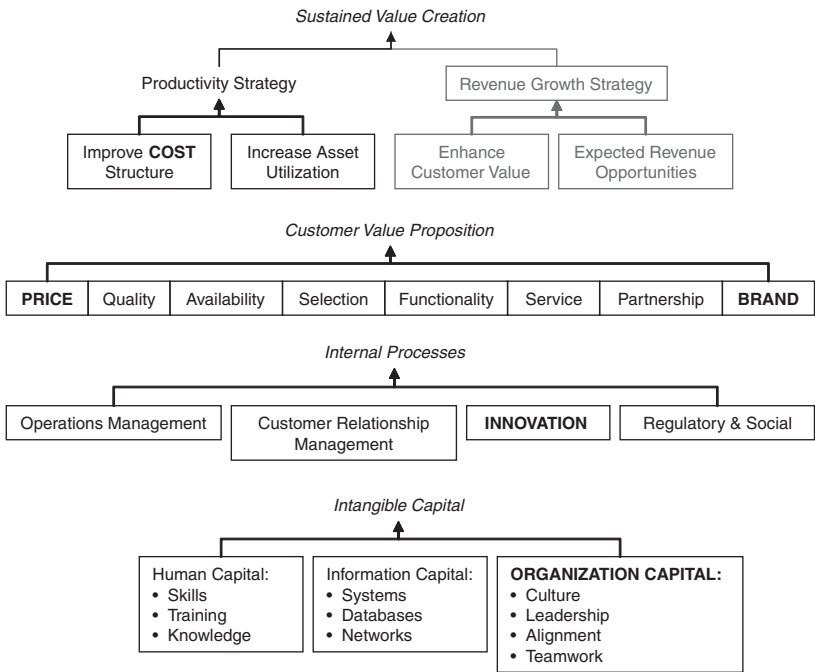 Sustained Value Creation
Productivity Strategy
Revenue Growth Strategy
Improve COST
Structure
Increase Asset
Utilization
Enhance
Customer Value
Expected Revenue
Opportunities
Customer Value Proposition
PRICE
Quality
Availability
Selection
Functionality
Service
Partnership
BRAND
Internal Processes
Operations Management
Customer Relationship
Management
INNOVATION
Regulatory & Social
Intangible Capital
Human Capital:
• Skills
• Training
• Knowledge
Information Capital:
• Systems
• Databases
• Networks
ORGANIZATION CAPITAL:
• Culture
• Leadership
• Alignment
• Teamwork